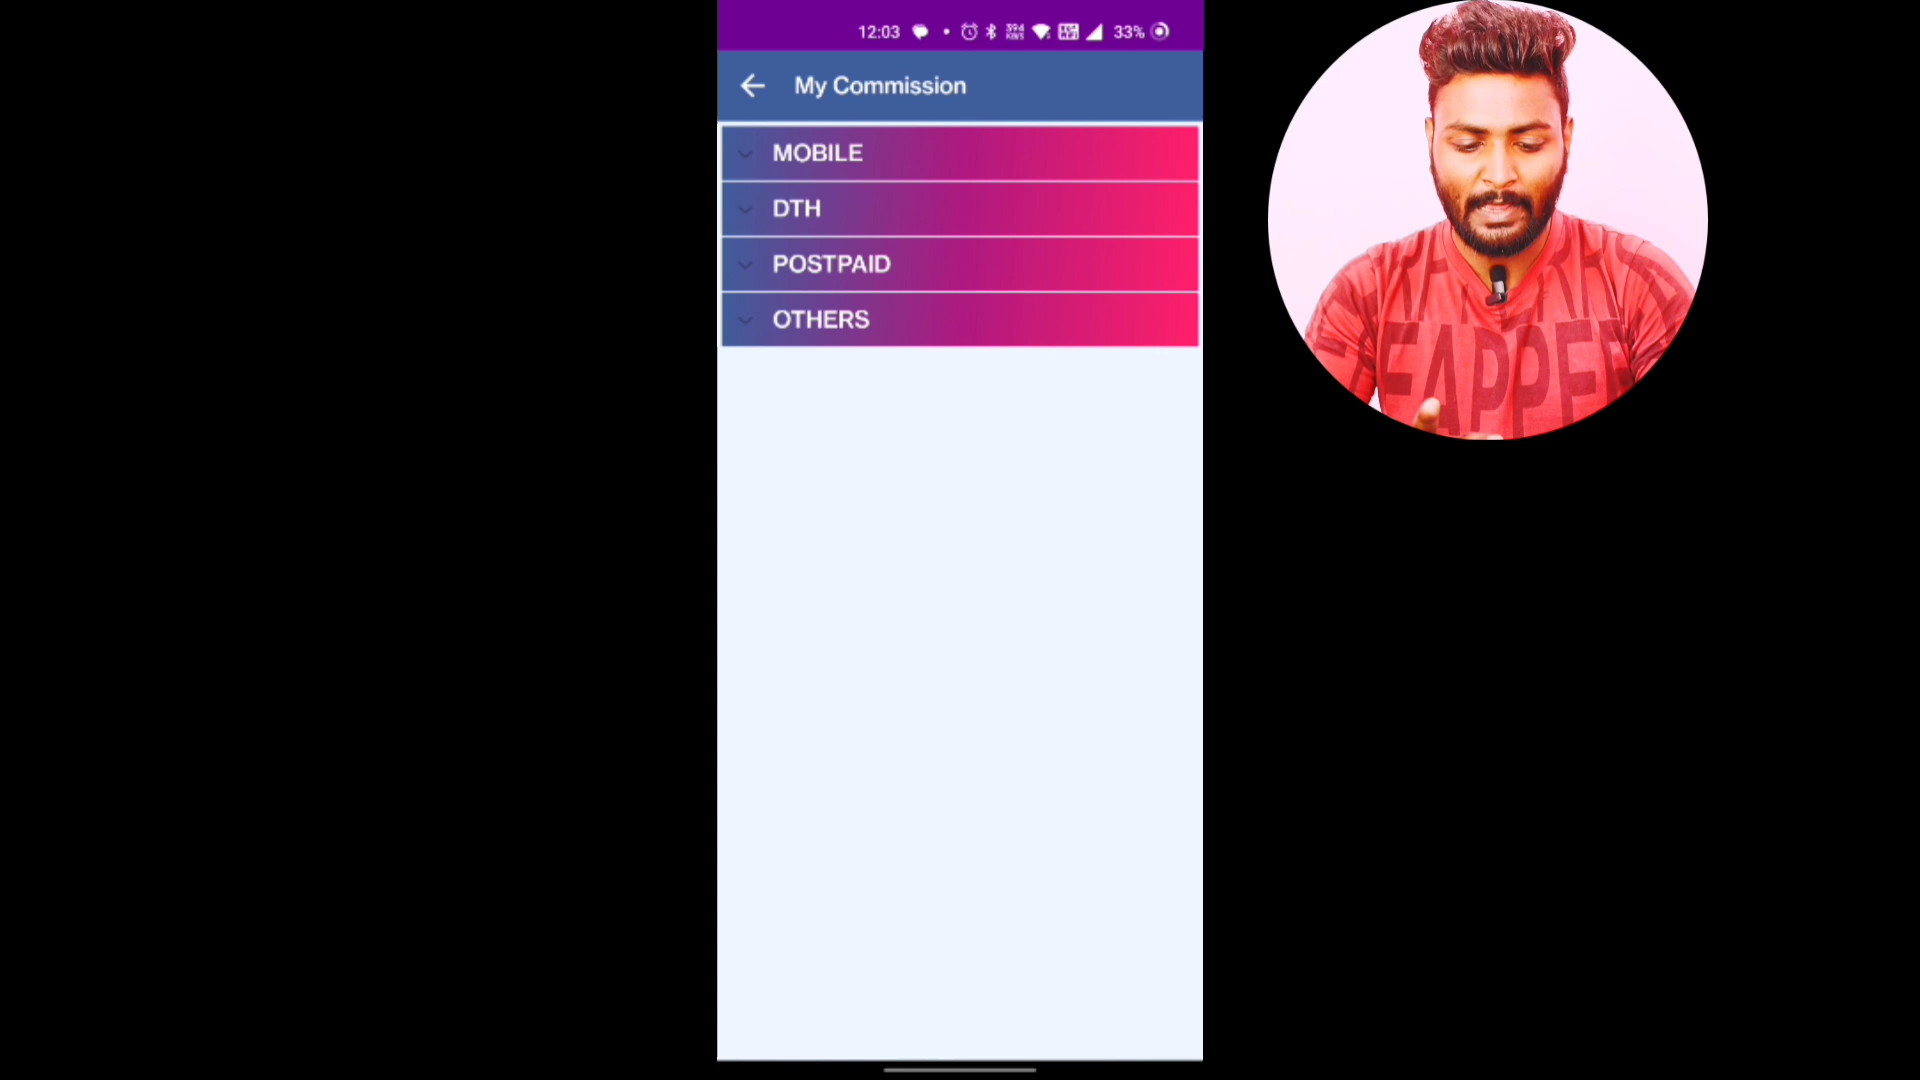 12:03 33%
My Commission
MOBILE
DTH
POSTPAID
OTHERS